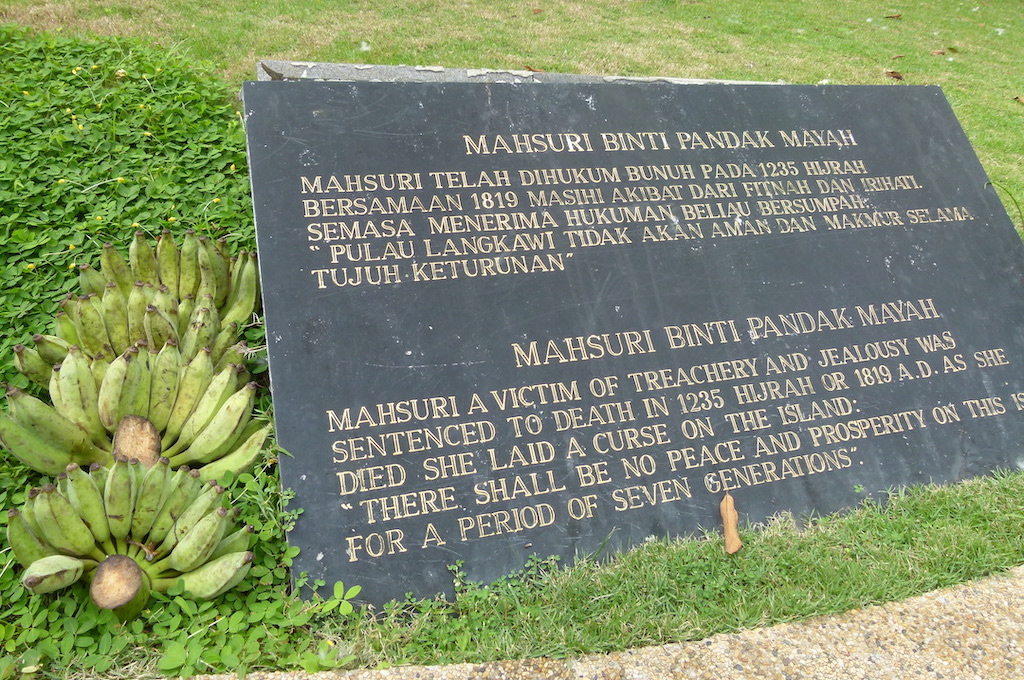 MAHSURI BINTI PANDAK MAYAH
MAHSURI TELAH DIHUKUM BUNUH PADA 1235 HIJRAH
BERSAMAAN 1819 MASIHI AKIBAT DARI FITNAH DAN IRIHATI.
SEMASA MENERIMA HUKUMAN BELIAU BERSUMPAH:
" PULAU LANGKAWI TIDAK AKAN AMAN DAN MAKMUR SELAMA
TUJUH KETURUNAN"
MAHSURI BINTI PANDAK MAYAH
MAHSURI A VICTIM OF TREACHERY AND JEALOUSY WAS
SENTENCED TO DEATH IN 1235 HIJRAH OR 1819 A.D. AS SHE
DIED SHE LAID A CURSE ON THE ISLAND:
"THERE SHALL BE NO PEACE AND PROSPERITY ON THIS
FOR A PERIOD OF SEVEN GENERATIONS".